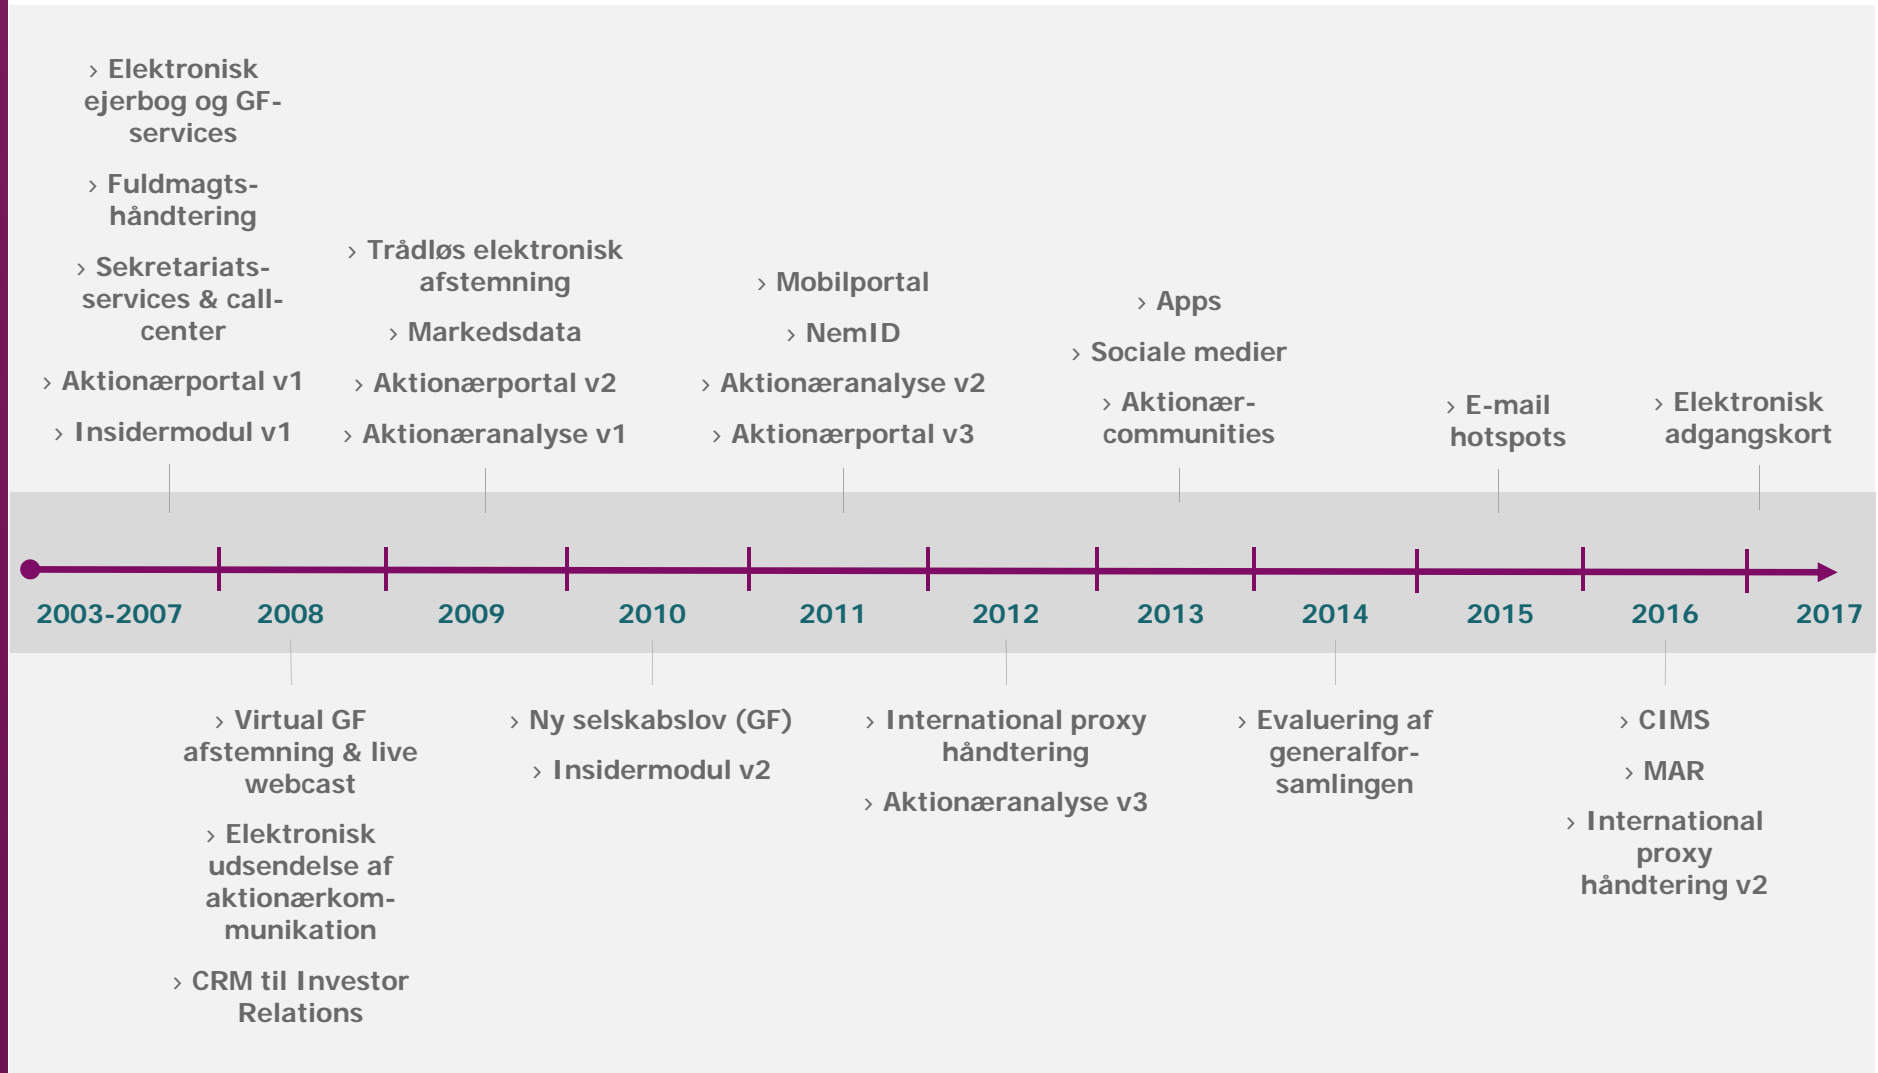 › Elektronisk
ejerbog og GF-
services
› Fuldmagts-
håndtering
› Sekretariats-
services & call-
center
› Aktionærportal v1
› Insidermodul v1
› Trådløs elektronisk
afstemning
› Markedsdata
› Aktionærportal v2
› Aktionæranalyse v1
› Mobilportal
› NemID
› Aktionæranalyse v2
› Aktionærportal v3
› Apps
› Sociale medier
› Aktionær-
communities
› E-mail
hotspots
› Elektronisk
adgangskort
2003-2007 2008 2009 2010 2011 2012 2013 2014 2015 2016 2017
› Virtual GF
afstemning & live
webcast
› Elektronisk
udsendelse af
aktionærkom-
munikation
› CRM til Investor
Relations
› Ny selskabslov (GF)
› Insidermodul v2
› International proxy
håndtering
› Aktionæranalyse v3
› Evaluering af
generalfor-
samlingen
› CIMS
› MAR
› International
proxy
håndtering v2